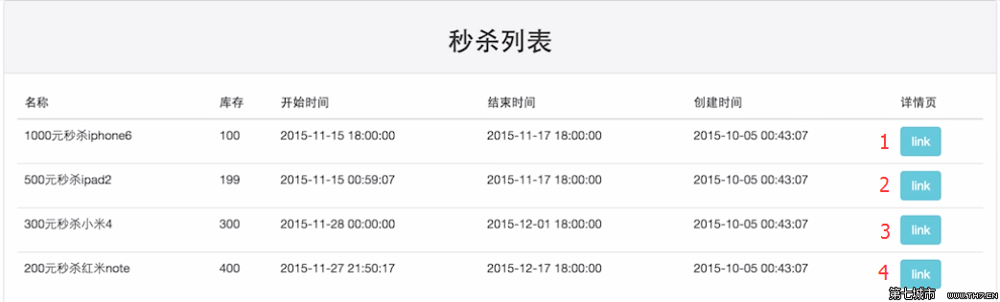 秒杀列表
名称 库存 开始时间 结束时间 创建时间 详情页
1000元秒杀iphone6 100 2015-11-15 18:00:00 2015-11-17 18:00:00 2015-10-05 00:43:07 1 link
500元秒杀ipad2 199 2015-11-15 00:59:07 2015-11-17 18:00:00 2015-10-05 00:43:07 2 link
300元秒杀小米4 300 2015-11-28 00:00:00 2015-12-01 18:00:00 2015-10-05 00:43:07 3 link
200元秒杀红米note 400 2015-11-27 21:50:17 2015-12-17 18:00:00 2015-10-05 00:43:07 4 link
第七城市 WWW.TH7.CN